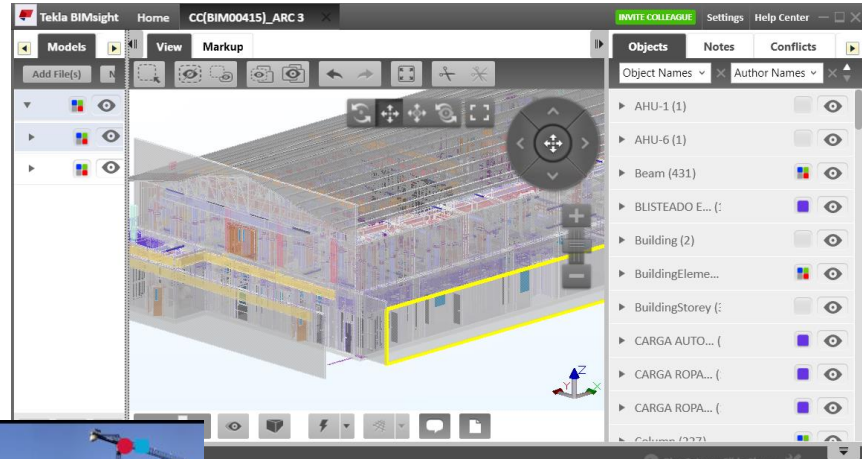 Tekla BIMsight Home CC(BIM00415)_ARC 3 ×
INVITE COLLEAGUE Settings Help Center
Models
View Markup
Objects Notes Conflicts
Add File(s)
Object Names Author Names
AHU-1 (1)
AHU-6 (1)
Beam (431)
BLISTEADO E... (
Building (2)
BuildingEleme...
BuildingStorey (
CARGA AUTO... (
CARGA ROPA... (
CARGA ROPA... (
Column (227)
Z
Y
X